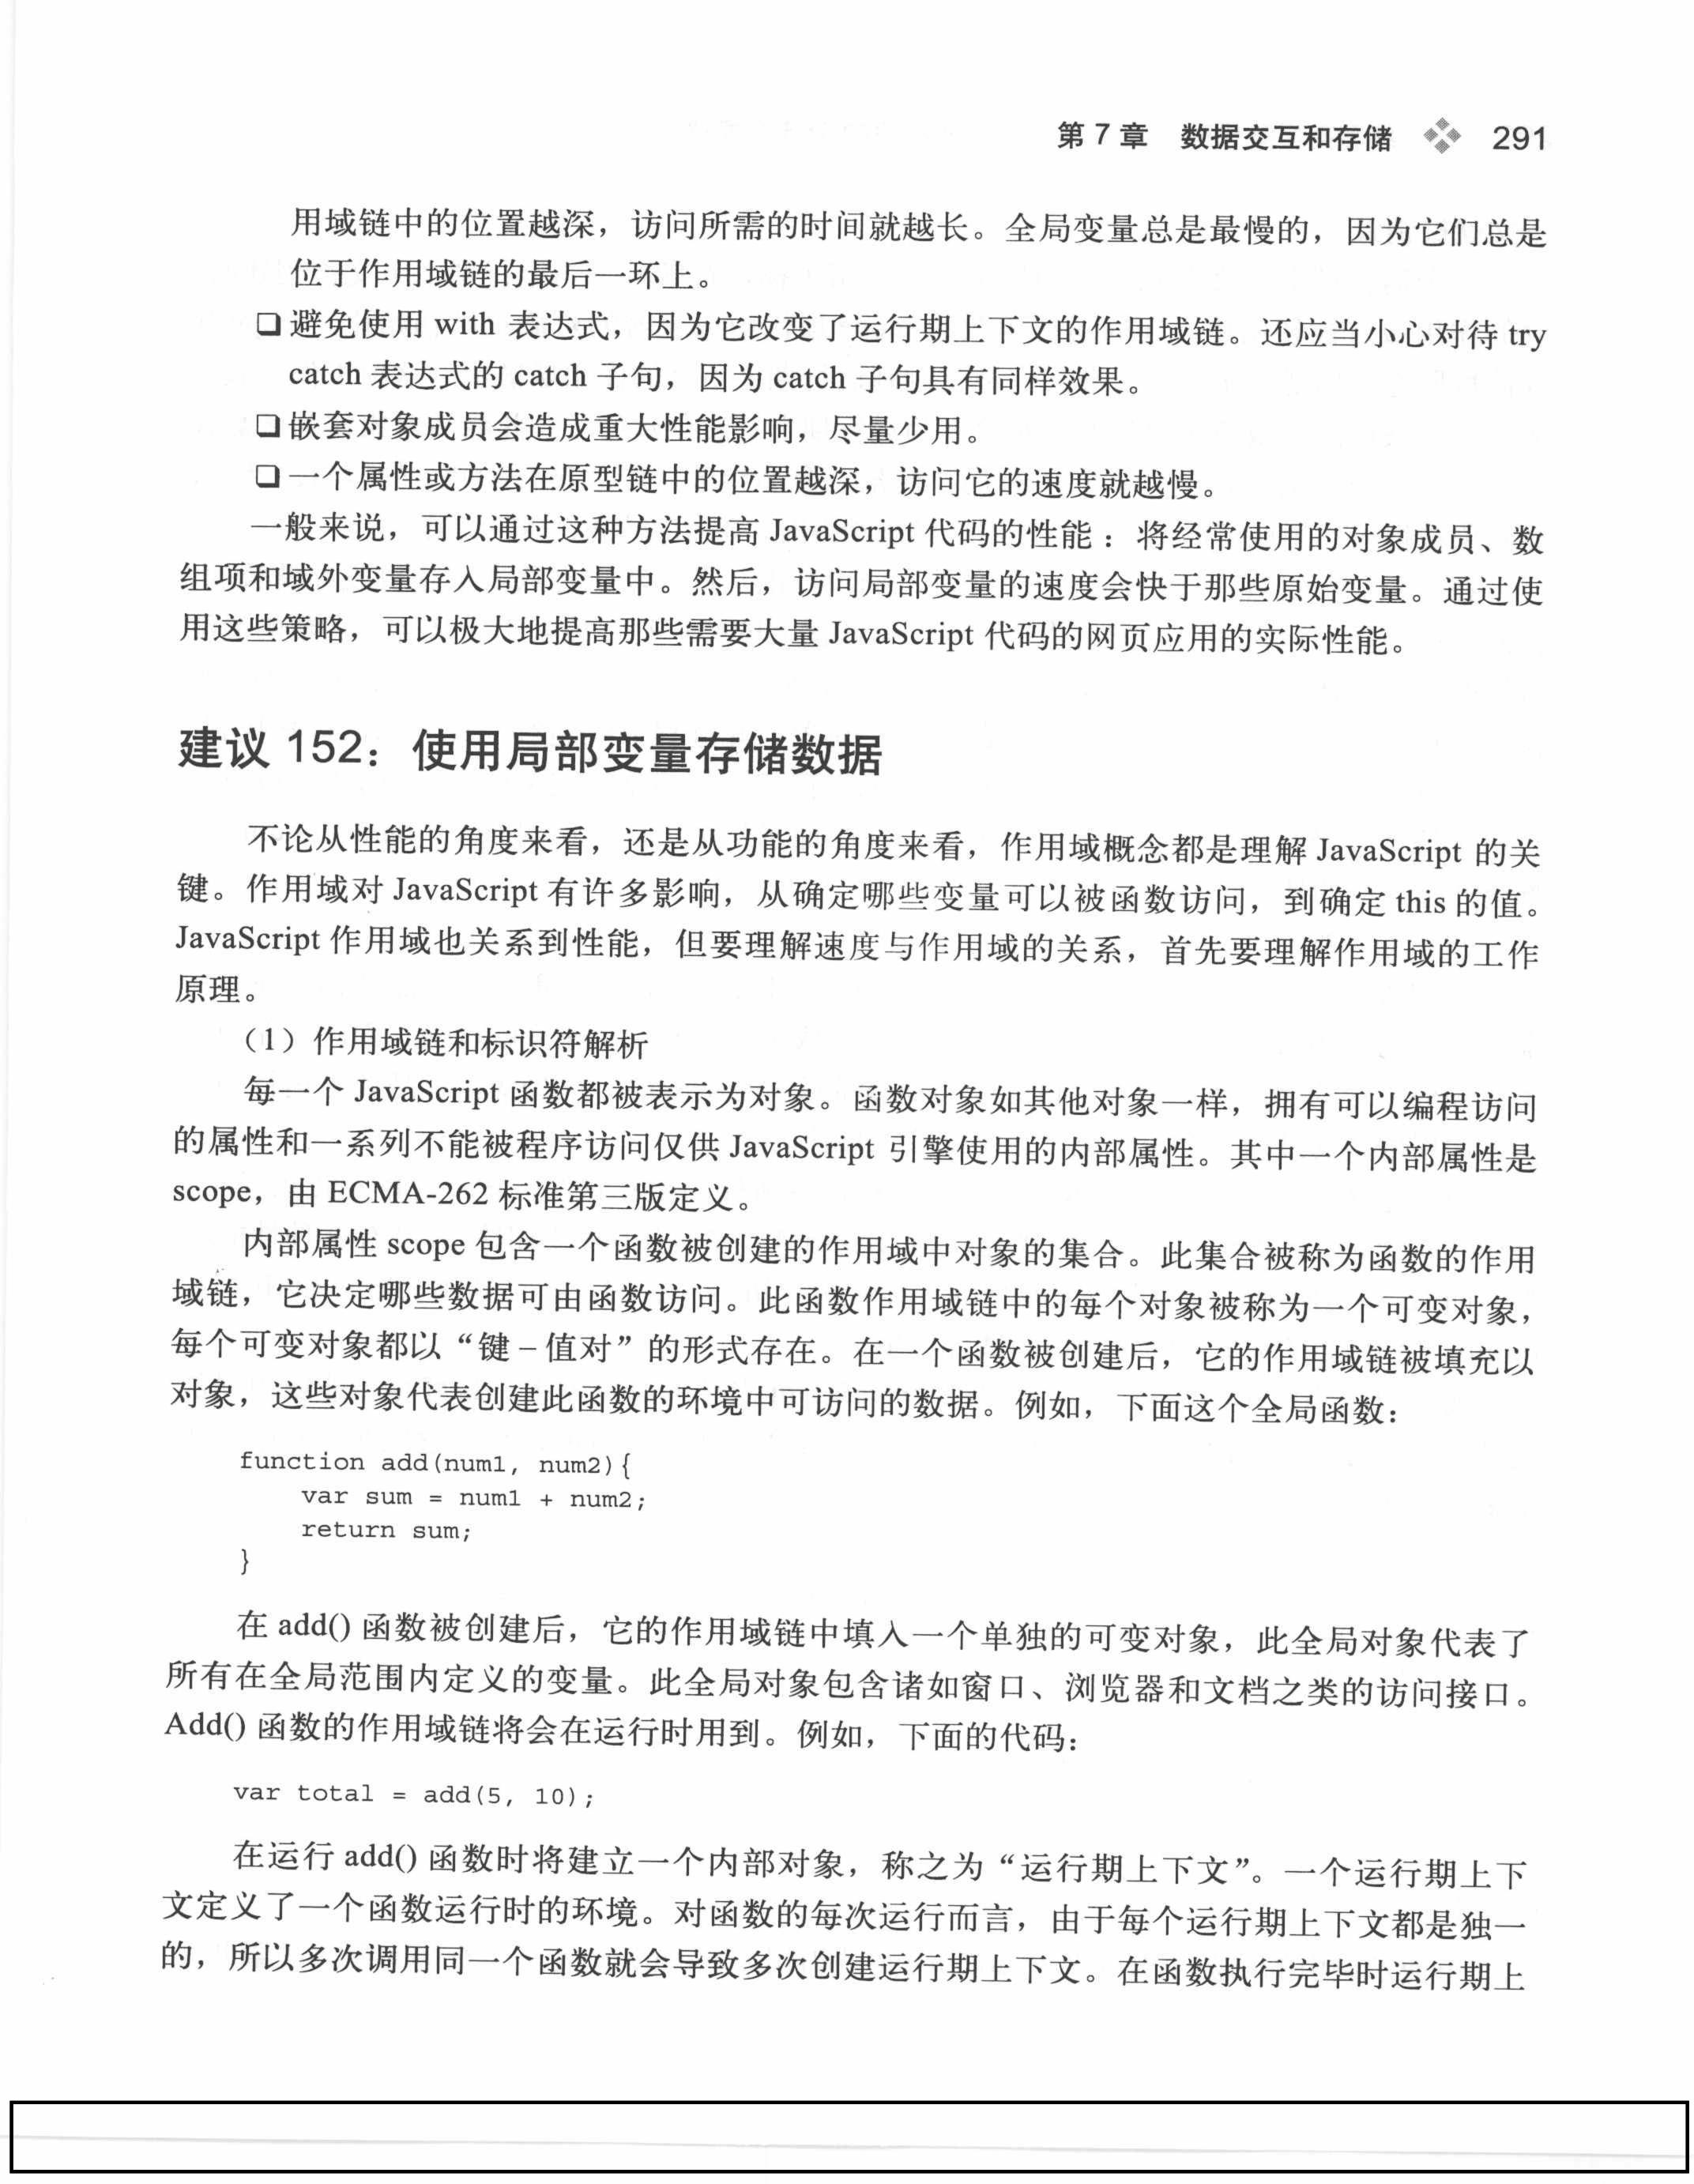 第 7 章 数据交互和存储 291
用域链中的位置越深，访问所需的时间就越长。全局变量总是最慢的，因为它们总是
位于作用域链的最后一环上。
❑避免使用 with 表达式，因为它改变了运行期上下文的作用域链。还应当小心对待 try
catch 表达式的 catch 子句，因为 catch 子句具有同样效果。
❑嵌套对象成员会造成重大性能影响，尽量少用。
❑一个属性或方法在原型链中的位置越深，访问它的速度就越慢。
一般来说，可以通过这种方法提高 JavaScript 代码的性能：将经常使用的对象成员、数
组项和域外变量存入局部变量中。然后，访问局部变量的速度会快于那些原始变量。通过使
用这些策略，可以极大地提高那些需要大量 JavaScript 代码的网页应用的实际性能。
建议 152：使用局部变量存储数据
不论从性能的角度来看，还是从功能的角度来看，作用域概念都是理解 JavaScript 的关
键。作用域对 JavaScript 有许多影响，从确定哪些变量可以被函数访问，到确定 this 的值。
JavaScript 作用域也关系到性能，但要理解速度与作用域的关系，首先要理解作用域的工作
原理。
（1）作用域链和标识符解析
每一个 JavaScript 函数都被表示为对象。函数对象如其他对象一样，拥有可以编程访问
的属性和一系列不能被程序访问仅供 JavaScript 引擎使用的内部属性。其中一个内部属性是
scope，由 ECMA-262 标准第三版定义。
内部属性 scope 包含一个函数被创建的作用域中对象的集合。此集合被称为函数的作用
域链，它决定哪些数据可由函数访问。此函数作用域链中的每个对象被称为一个可变对象，
每个可变对象都以“键–值对”的形式存在。在一个函数被创建后，它的作用域链被填充以
对象，这些对象代表创建此函数的环境中可访问的数据。例如，下面这个全局函数：
function add(num1, num2){
    var sum = num1 + num2;
    return sum;
}
在 add() 函数被创建后，它的作用域链中填入一个单独的可变对象，此全局对象代表了
所有在全局范围内定义的变量。此全局对象包含诸如窗口、浏览器和文档之类的访问接口。
Add() 函数的作用域链将会在运行时用到。例如，下面的代码：
var total = add(5, 10);
在运行 add() 函数时将建立一个内部对象，称之为“运行期上下文”。一个运行期上下
文定义了一个函数运行时的环境。对函数的每次运行而言，由于每个运行期上下文都是独一
的，所以多次调用同一个函数就会导致多次创建运行期上下文。在函数执行完毕时运行期上